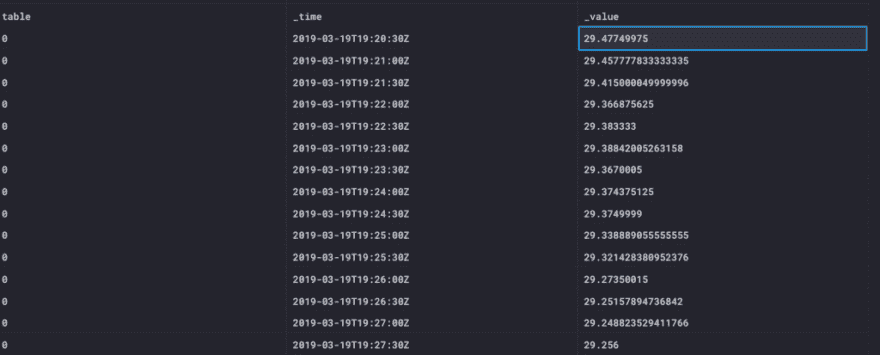 table _time _value
0 2019-03-19T19:20:30Z 29.47749975
0 2019-03-19T19:21:00Z 29.457777833333335
0 2019-03-19T19:21:30Z 29.415000049999996
0 2019-03-19T19:22:00Z 29.366875625
0 2019-03-19T19:22:30Z 29.383333
0 2019-03-19T19:23:00Z 29.38842005263158
0 2019-03-19T19:23:30Z 29.3670005
0 2019-03-19T19:24:00Z 29.374375125
0 2019-03-19T19:24:30Z 29.3749999
0 2019-03-19T19:25:00Z 29.338889055555555
0 2019-03-19T19:25:30Z 29.321428380952376
0 2019-03-19T19:26:00Z 29.27350015
0 2019-03-19T19:26:30Z 29.25157894736842
0 2019-03-19T19:27:00Z 29.248823529411766
0 2019-03-19T19:27:30Z 29.256